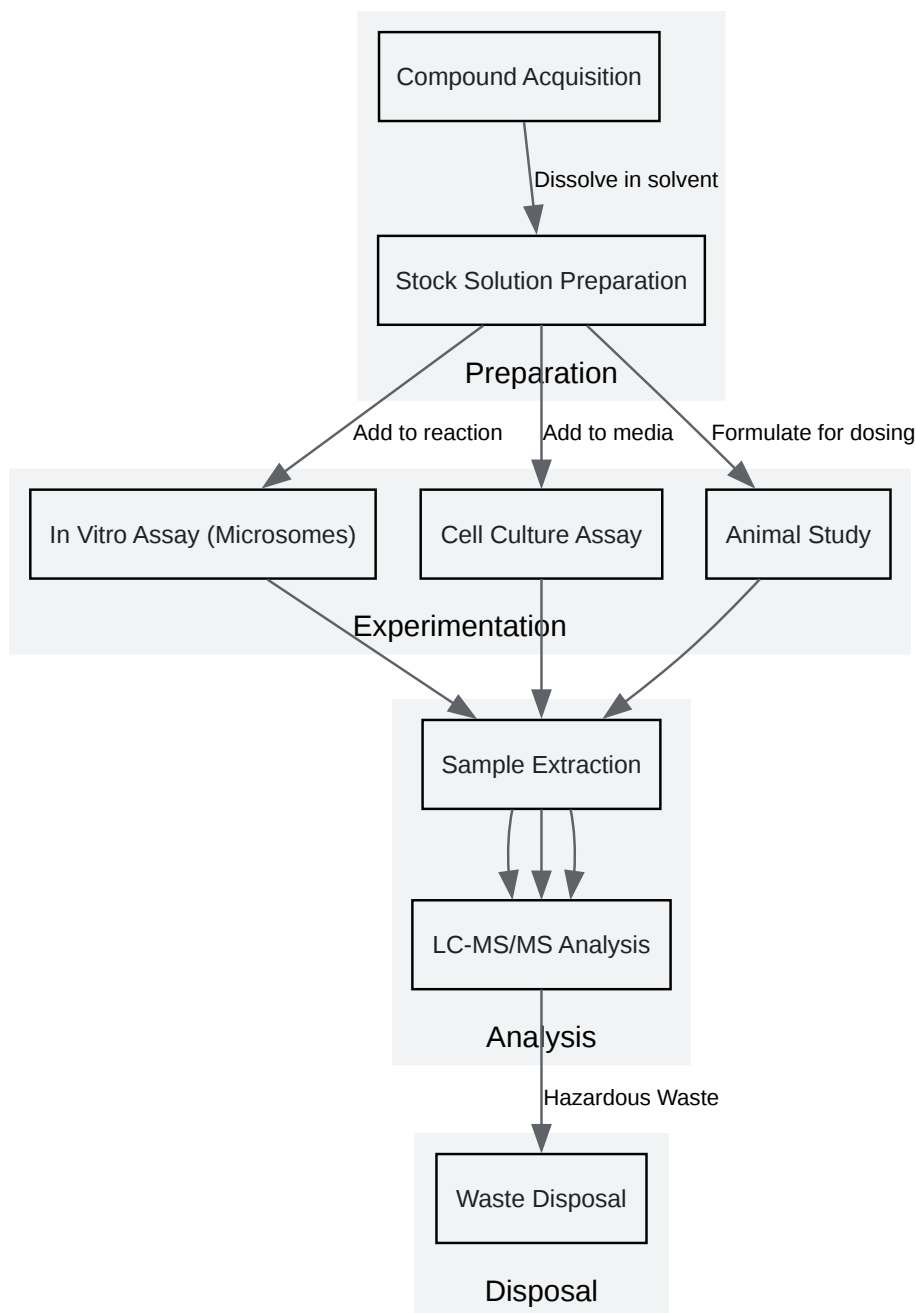 Compound Acquisition
Dissolve in solvent
Stock Solution Preparation
Preparation
Add to reaction
Add to media
Formulate for dosing
In Vitro Assay (Microsomes)
Cell Culture Assay
Animal Study
Experimentation
Sample Extraction
LC-MS/MS Analysis
Analysis
Hazardous Waste
Waste Disposal
Disposal